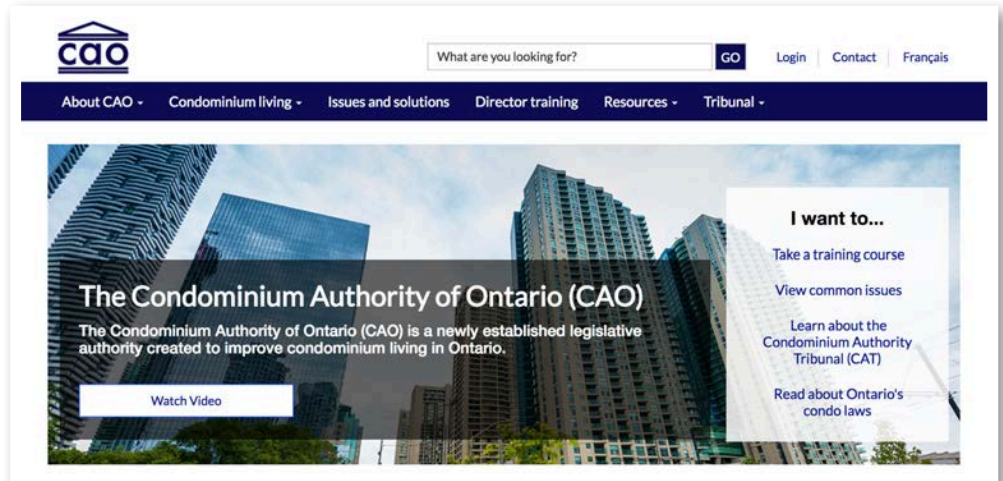 cao
What are you looking for?
GO
Login
Contact
Français
About CAO
Condominium living
Issues and solutions
Director training
Resources
Tribunal
The Condominium Authority of Ontario (CAO)
The Condominium Authority of Ontario (CAO) is a newly established legislative
authority created to improve condominium living in Ontario.
Watch Video
I want to...
Take a training course
View common issues
Learn about the
Condominium Authority
Tribunal (CAT)
Read about Ontario's
condo laws